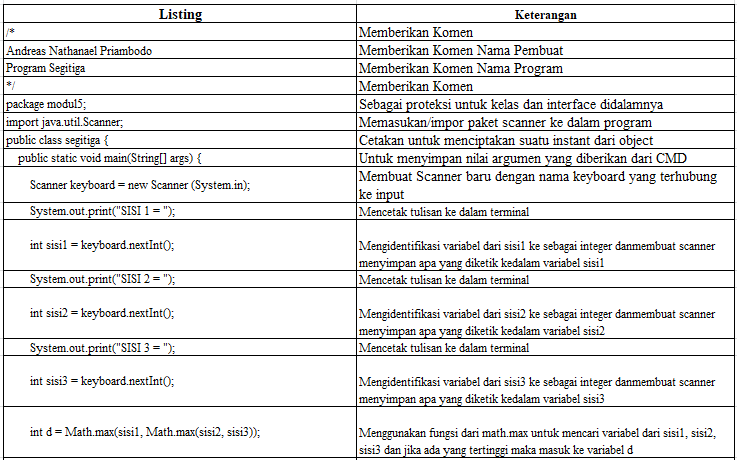 Listing Keterangan
/* Memberikan Komen
Andreas Nathanael Priambodo Memberikan Komen Nama Pembuat
Program Segitiga Memberikan Komen Nama Program
*/ Memberikan Komen
package modul5; Sebagai proteksi untuk kelas dan interface didalamnya
import java.util.Scanner; Memasukan/impor paket scanner ke dalam program
public class segitiga { Cetakan untuk menciptakan suatu instant dari object
public static void main(String[] args) { Untuk menyimpan nilai argumen yang diberikan dari CMD
Scanner keyboard = new Scanner (System.in); Membuat Scanner baru dengan nama keyboard yang terhubung
ke input
System.out.print("SISI 1 = "); Mencetak tulisan ke dalam terminal
int sisi1 = keyboard.nextInt(); Mengidentifikasi variabel dari sisi1 ke sebagai integer danmembuat scanner
menyimpan apa yang diketik kedalam variabel sisi1
System.out.print("SISI 2 = "); Mencetak tulisan ke dalam terminal
int sisi2 = keyboard.nextInt(); Mengidentifikasi variabel dari sisi2 ke sebagai integer danmembuat scanner
menyimpan apa yang diketik kedalam variabel sisi2
System.out.print("SISI 3 = "); Mencetak tulisan ke dalam terminal
int sisi3 = keyboard.nextInt(); Mengidentifikasi variabel dari sisi3 ke sebagai integer danmembuat scanner
menyimpan apa yang diketik kedalam variabel sisi3
int d = Math.max(sisi1, Math.max(sisi2, sisi3)); Menggunakan fungsi dari math.max untuk mencari variabel dari sisi1, sisi2,
sisi3 dan jika ada yang tertinggi maka masuk ke variabel d